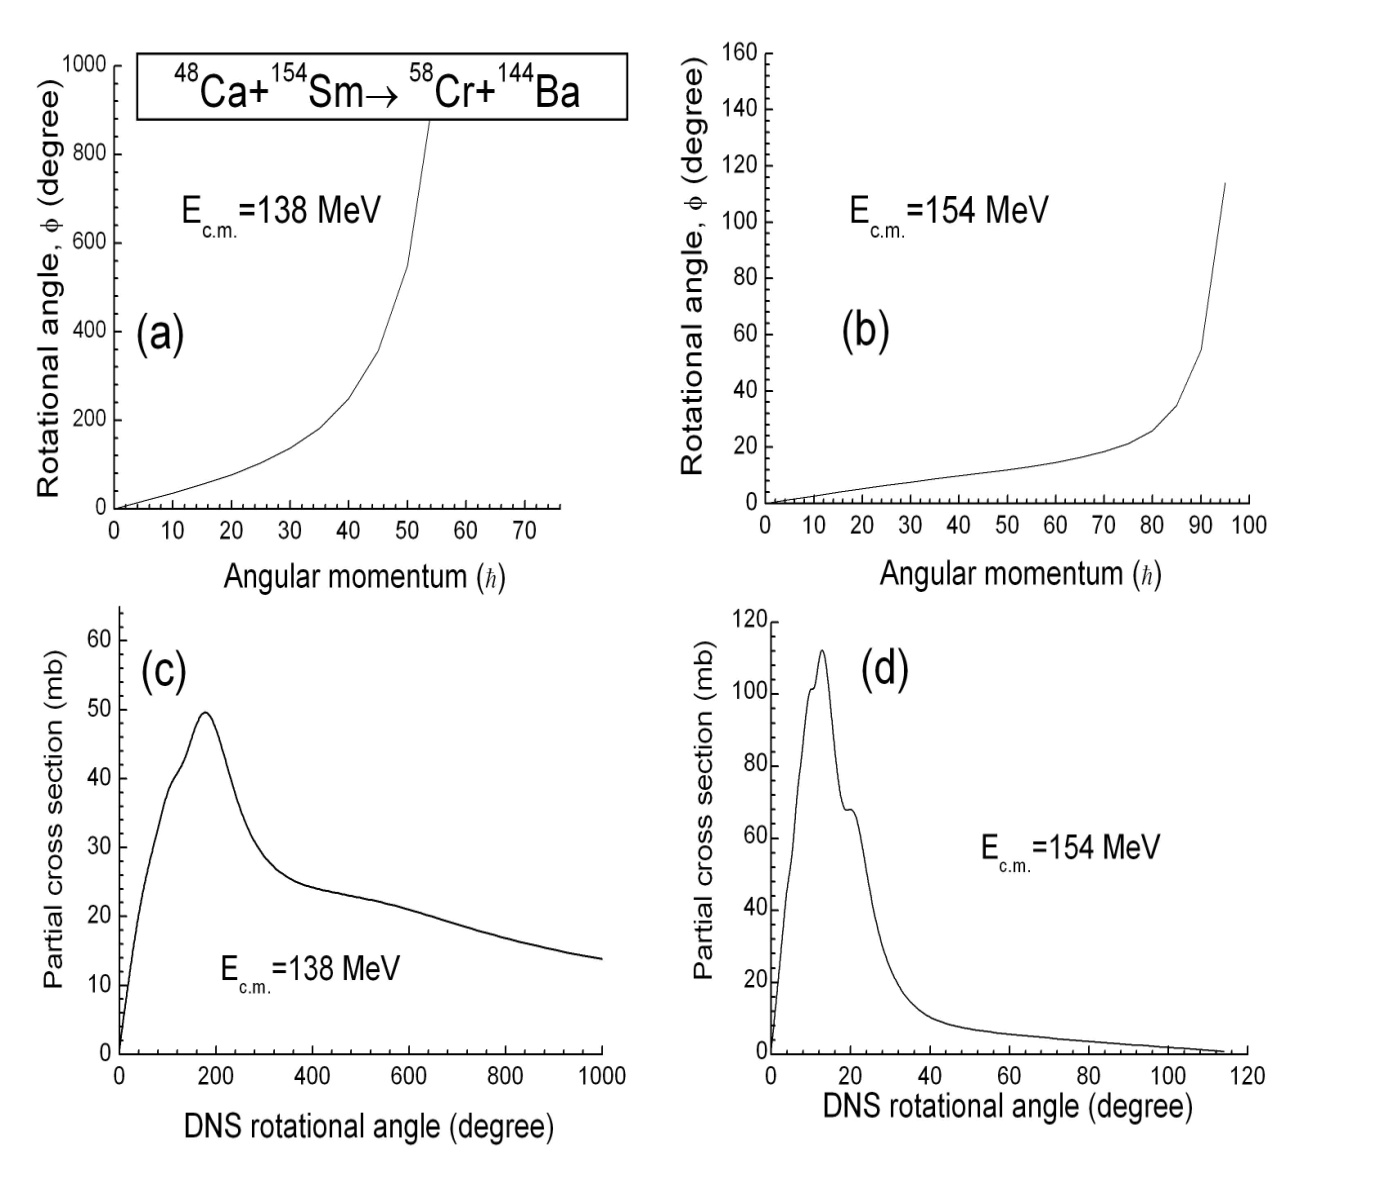 ⁴⁸Ca+¹⁵⁴Sm→ ⁵⁸Cr+¹⁴⁴Ba
Rotational angle, ϕ (degree)
1000
800
600
400
200
0
E_c.m.=138 MeV
(a)
0 10 20 30 40 50 60 70
Angular momentum (ℏ)
Rotational angle, ϕ (degree)
160
140
120
100
80
60
40
20
0
E_c.m.=154 MeV
(b)
0 10 20 30 40 50 60 70 80 90 100
Angular momentum (ℏ)
Partial cross section (mb)
60
50
40
30
20
10
0
(c)
E_c.m.=138 MeV
0 200 400 600 800 1000
DNS rotational angle (degree)
Partial cross section (mb)
120
100
80
60
40
20
0
(d)
E_c.m.=154 MeV
0 20 40 60 80 100 120
DNS rotational angle (degree)